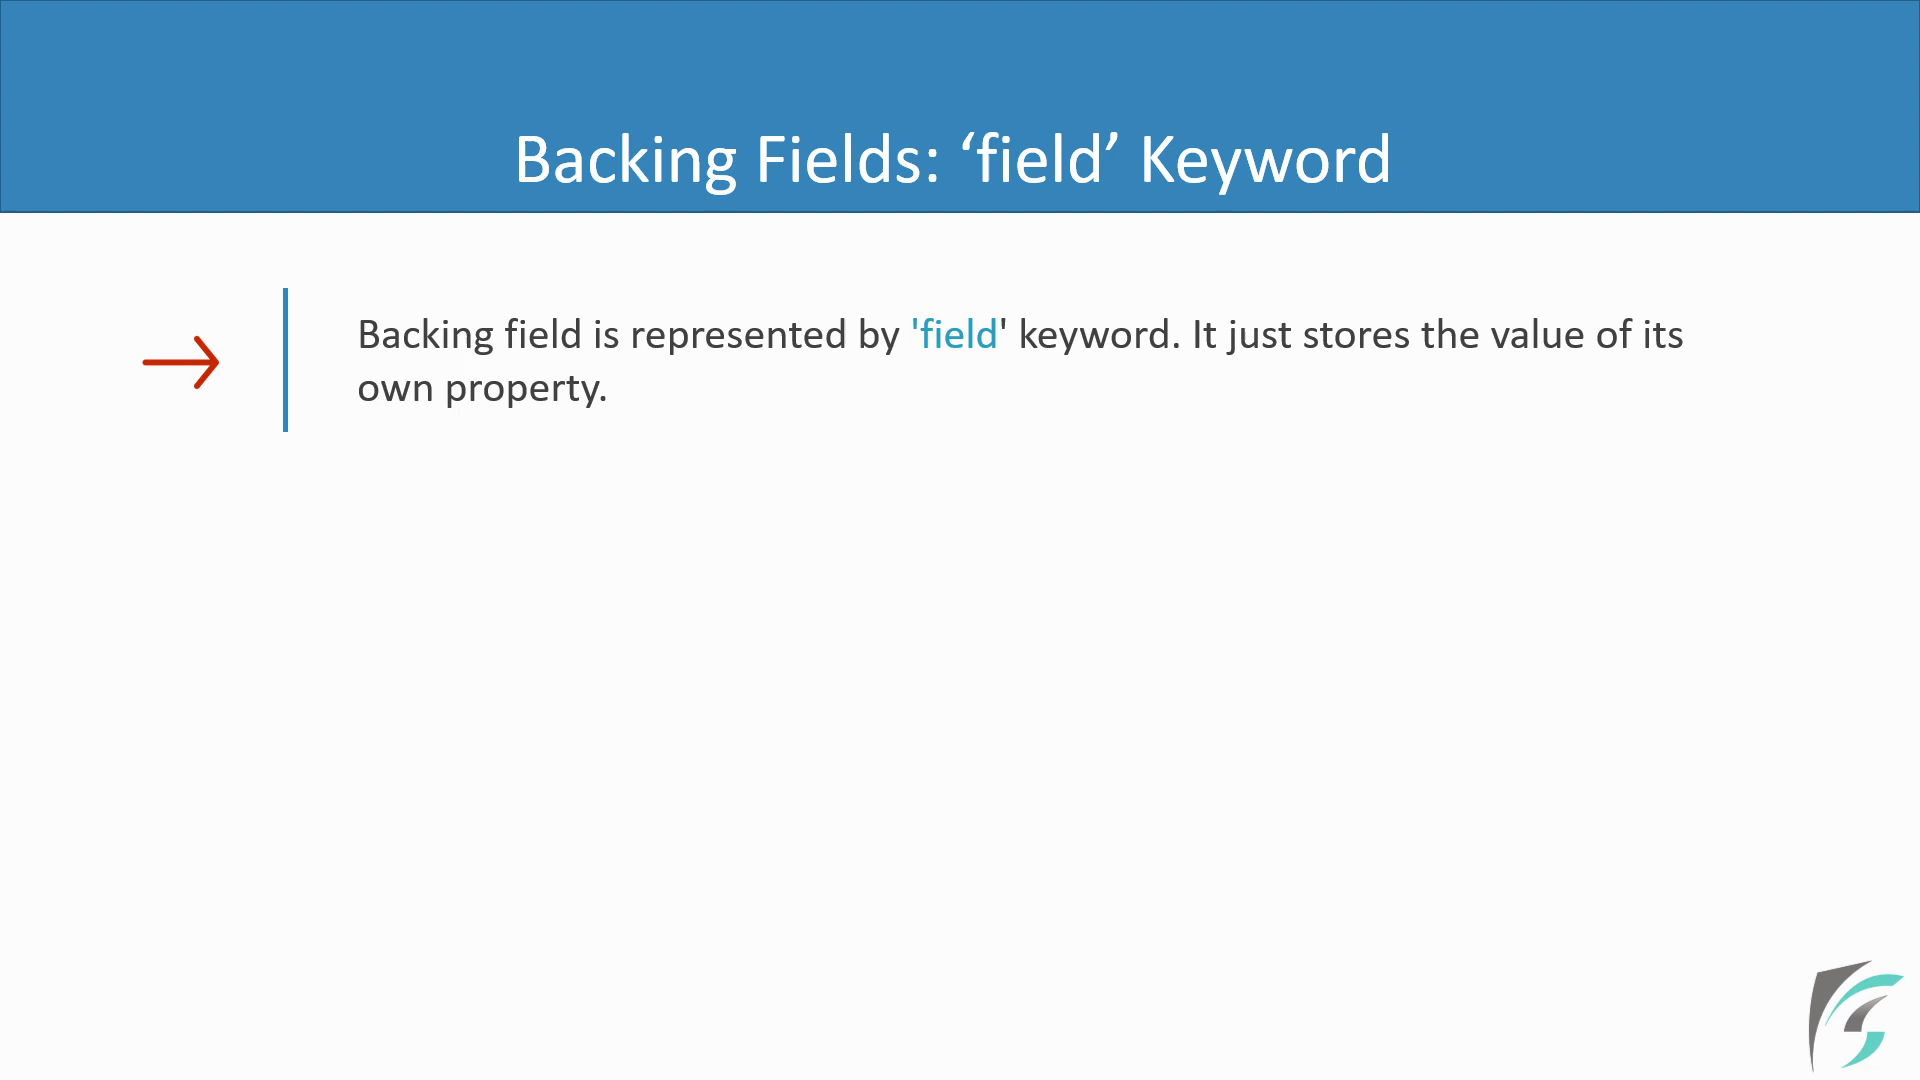 Backing Fields: ‘field’ Keyword
Backing field is represented by 'field' keyword. It just stores the value of its
own property.